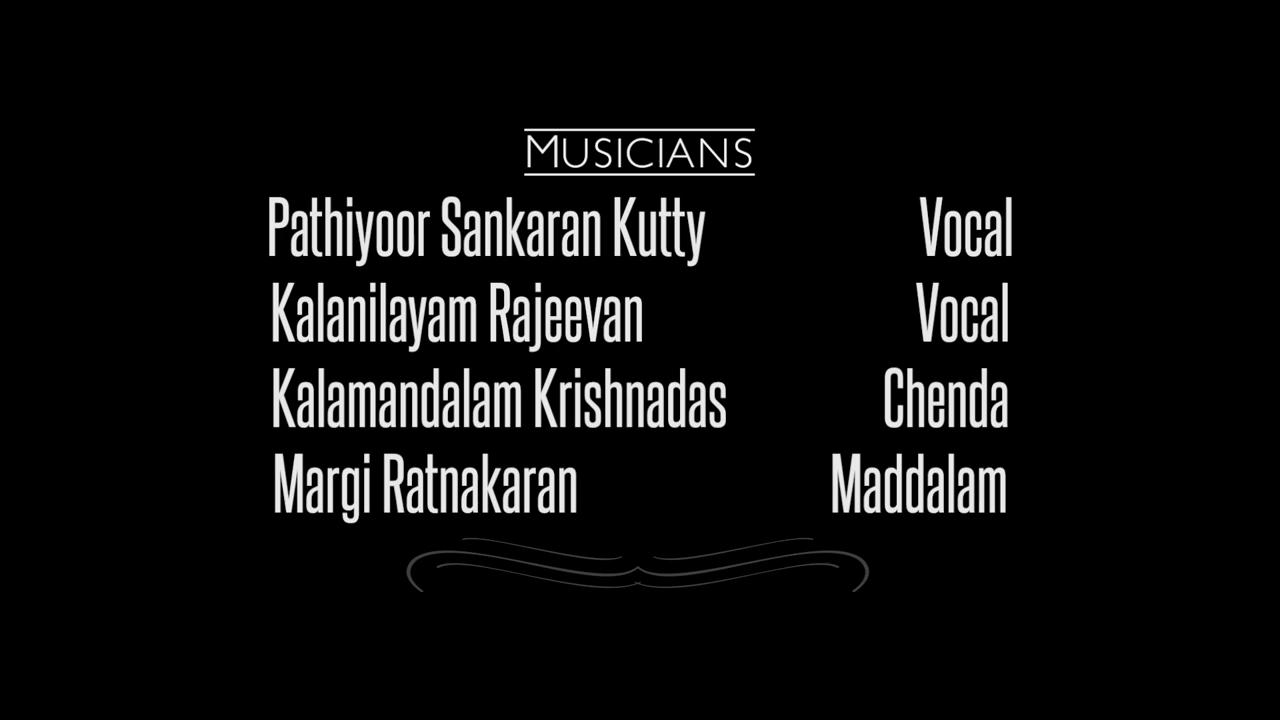 MUSICIANS
Pathiyoor Sankaran Kutty Vocal
Kalanilayam Rajeevan Vocal
Kalamandalam Krishnadas Chenda
Margi Ratnakaran Maddalam